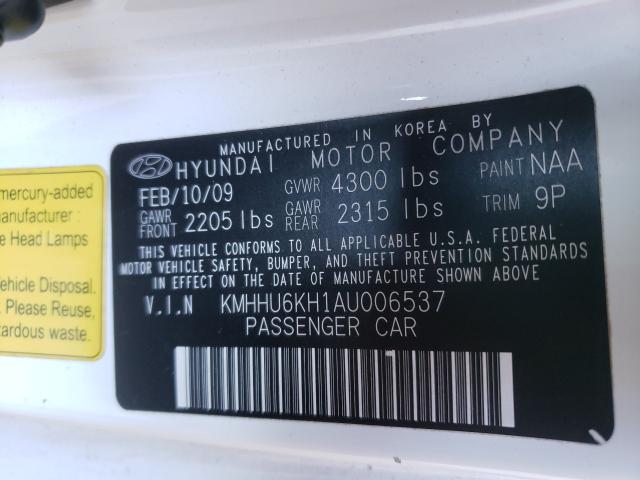 MANUFACTURED IN KOREA BY
HYUNDAI MOTOR COMPANY
FEB/10/09 GVWR 4300 lbs PAINT NAA
GAWR FRONT 2205 lbs GAWR REAR 2315 lbs TRIM 9P
THIS VEHICLE CONFORMS TO ALL APPLICABLE U.S.A. FEDERAL
MOTOR VEHICLE SAFETY, BUMPER, AND THEFT PREVENTION STANDARDS
IN EFFECT ON THE DATE OF MANUFACTURE SHOWN ABOVE
V.I.N KMHHU6KH1AU006537
PASSENGER CAR
mercury-added
anufacturer :
e Head Lamps
ehicle Disposal.
Please Reuse,
ardous waste.